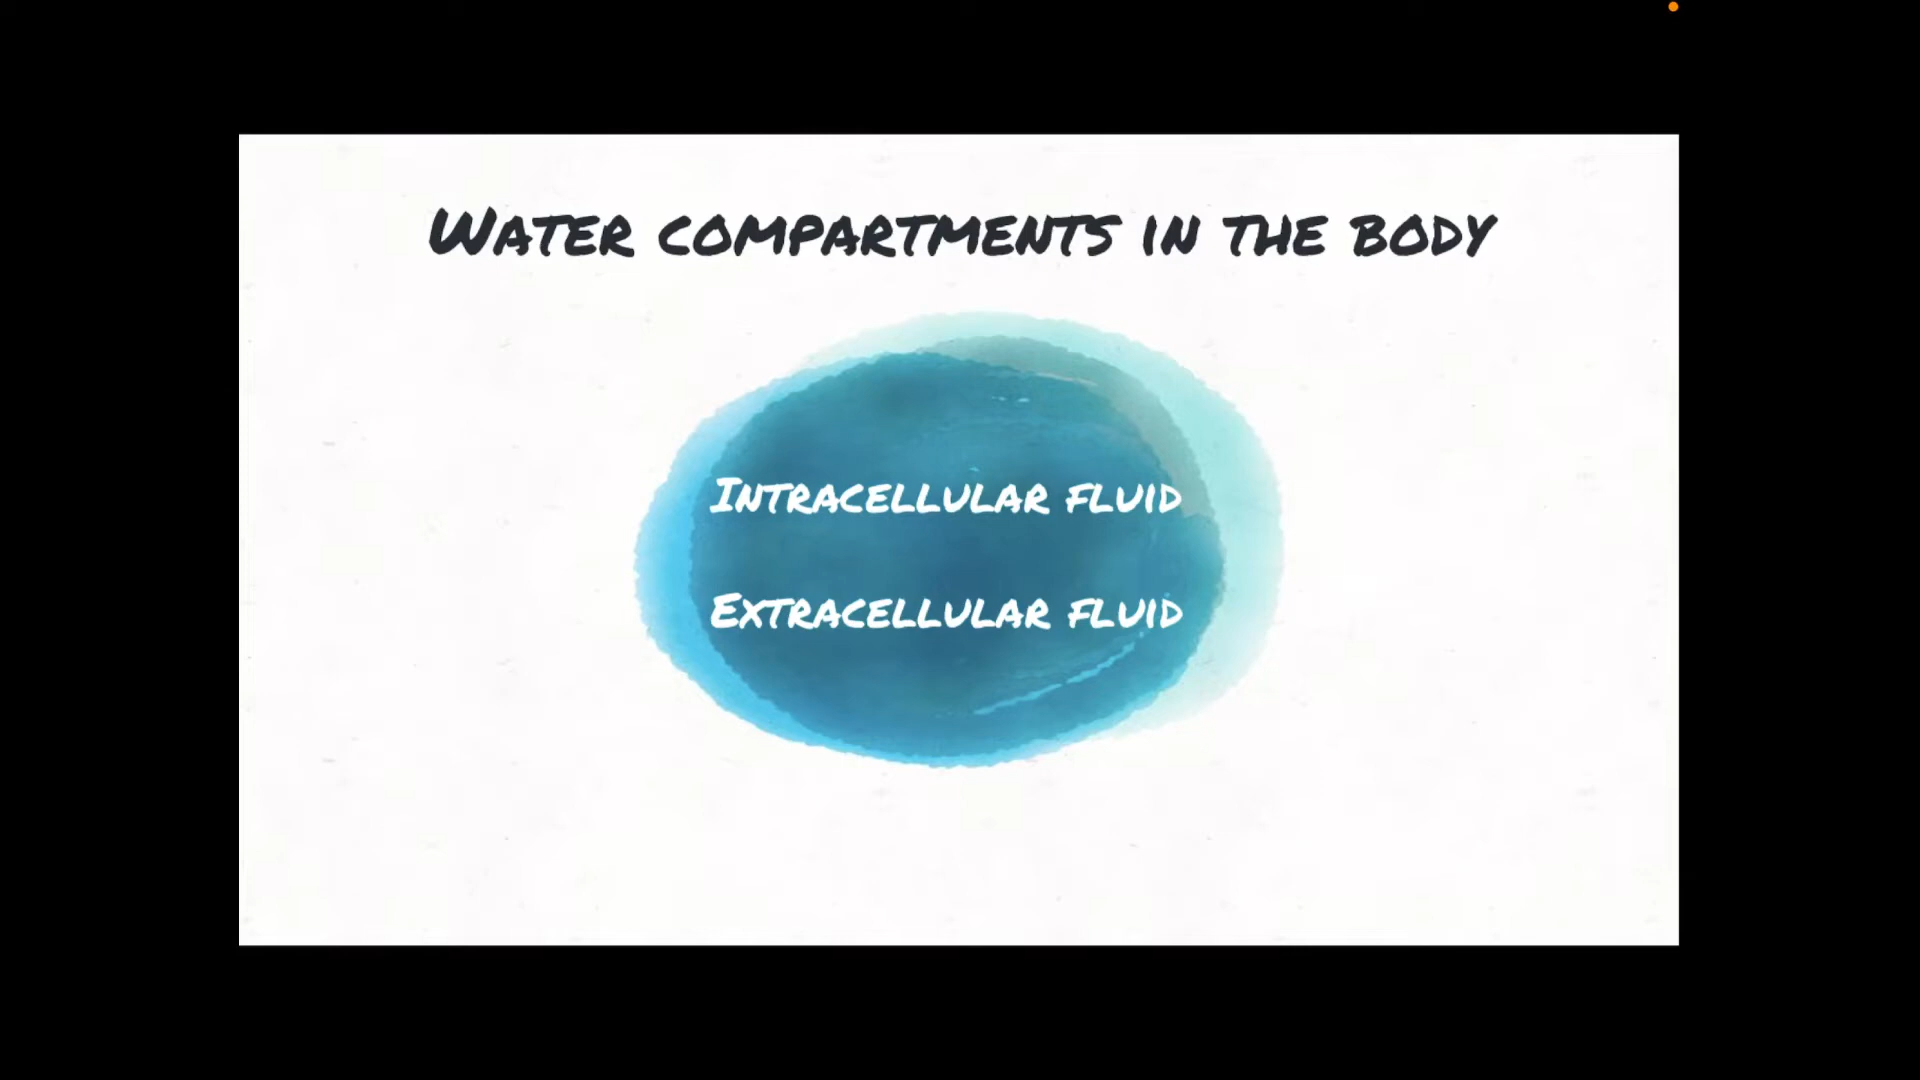 Water compartments in the body
Intracellular fluid
Extracellular fluid